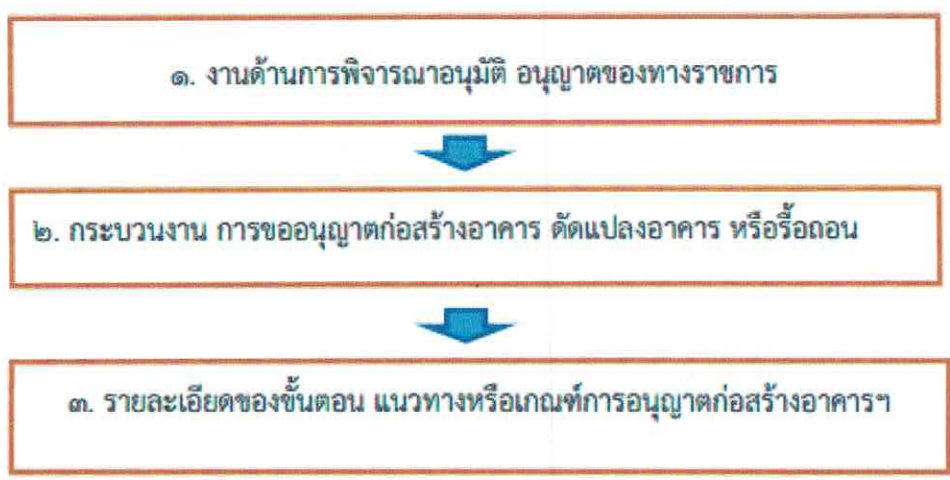 ๑. งานด้านการพิจารณาอนุมัติ อนุญาตของทางราชการ
๒. กระบวนงาน การขออนุญาตก่อสร้างอาคาร ดัดแปลงอาคาร หรือรื้อถอน
๓. รายละเอียดของขั้นตอน แนวทางหรือเกณฑ์การอนุญาตก่อสร้างอาคารฯ